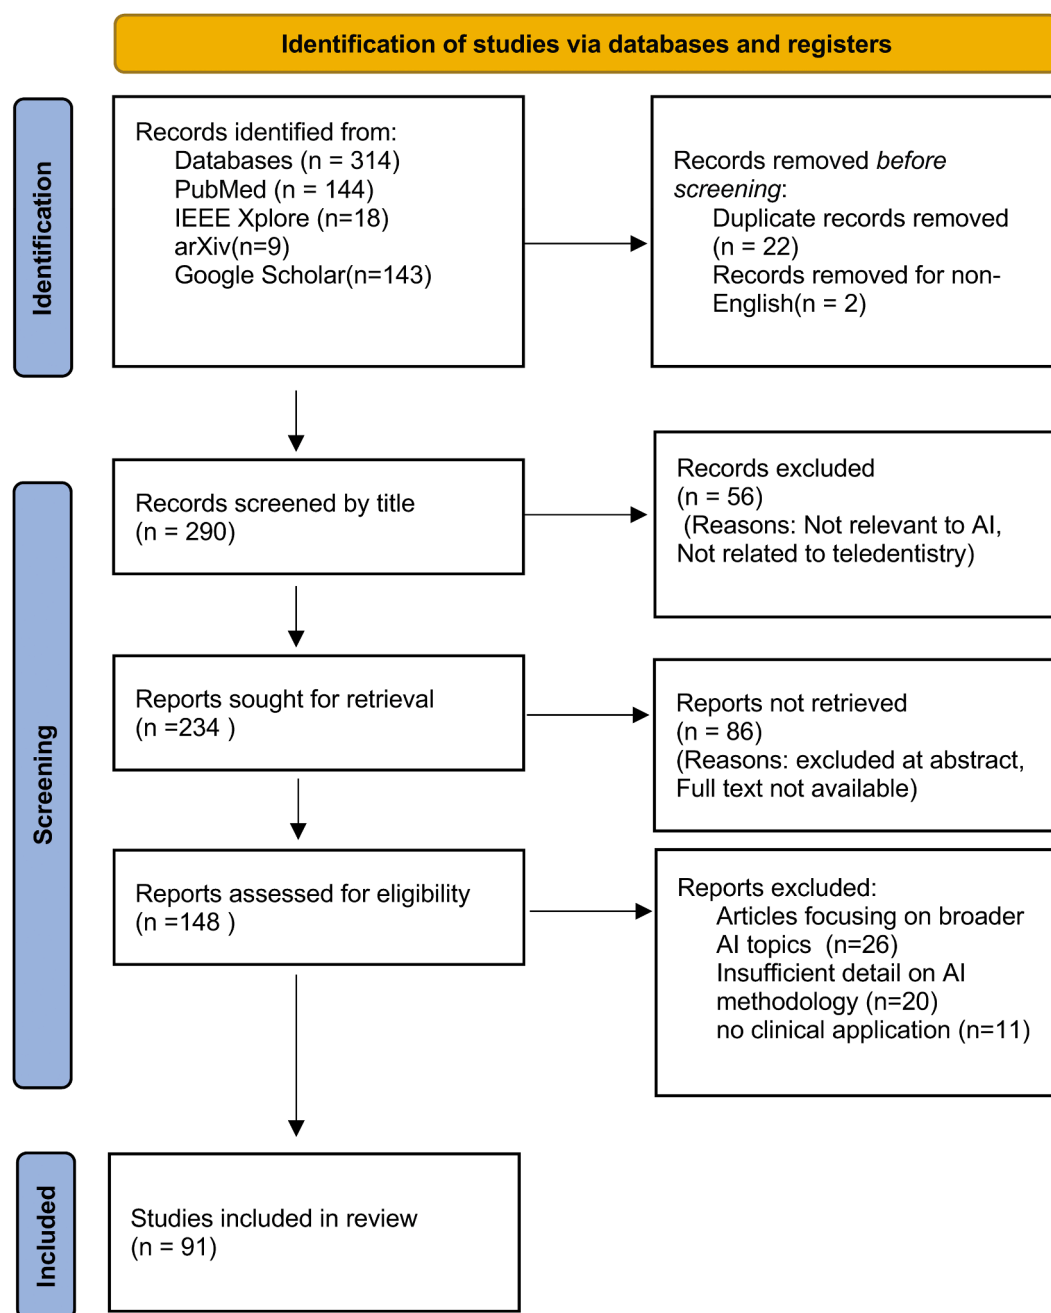 Identification of studies via databases and registers
Identification
Records identified from:
Databases (n = 314)
PubMed (n = 144)
IEEE Xplore (n=18)
arXiv(n=9)
Google Scholar(n=143)
Records removed before
screening:
Duplicate records removed
(n = 22)
Records removed for non-
English(n = 2)
Screening
Records screened by title
(n = 290)
Records excluded
(n = 56)
(Reasons: Not relevant to AI,
Not related to teledentistry)
Reports sought for retrieval
(n =234 )
Reports not retrieved
(n = 86)
(Reasons: excluded at abstract,
Full text not available)
Reports assessed for eligibility
(n =148 )
Reports excluded:
Articles focusing on broader
AI topics  (n=26)
Insufficient detail on AI
methodology (n=20)
no clinical application (n=11)
Included
Studies included in review
(n = 91)